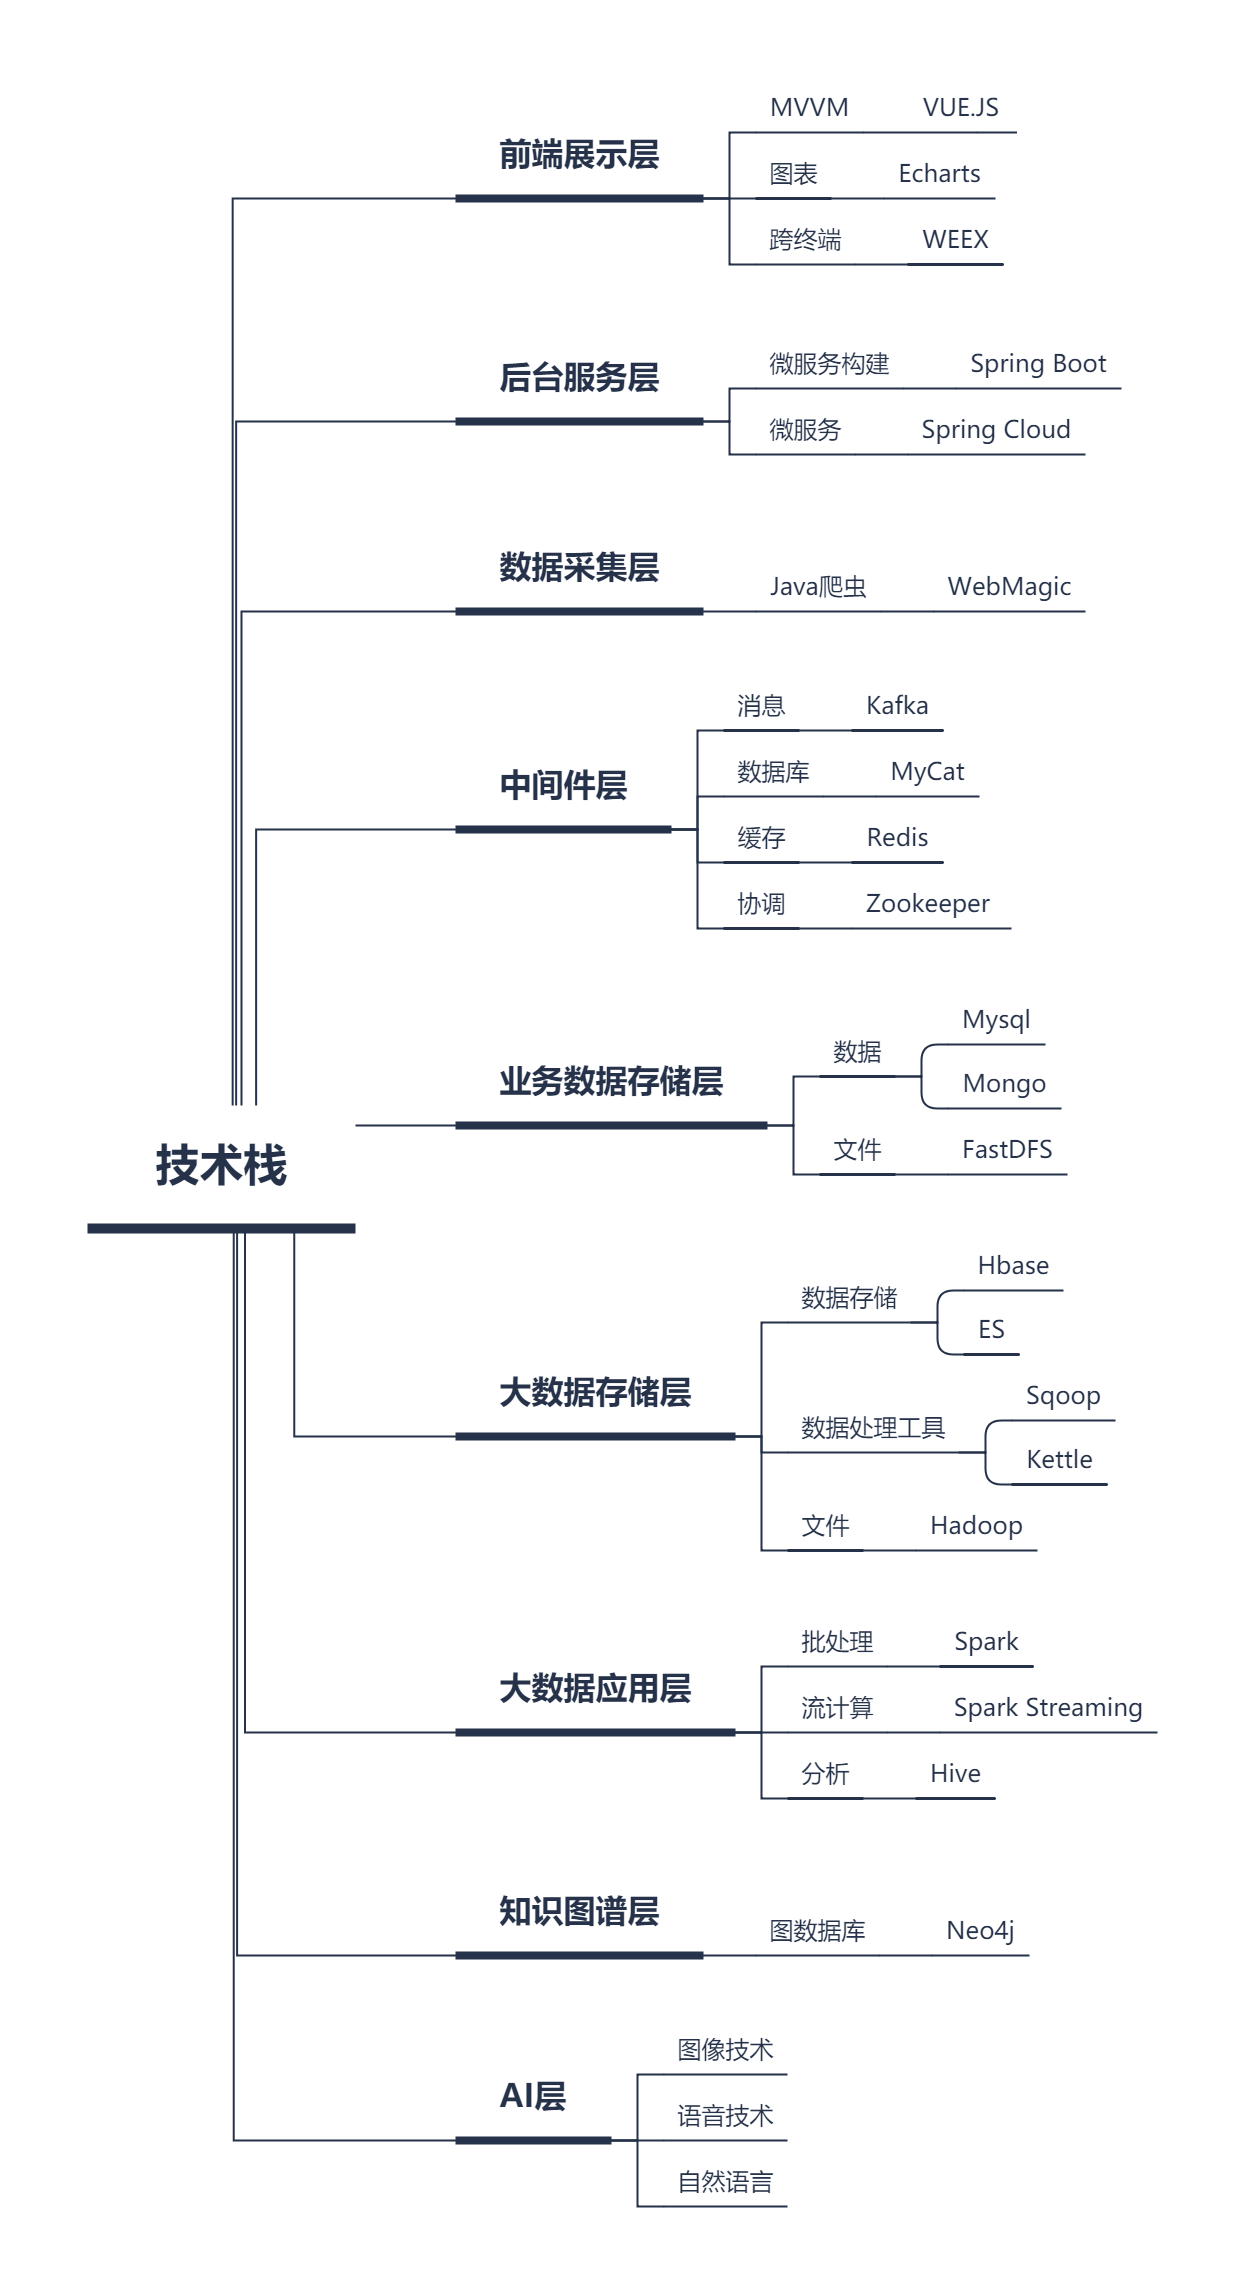 技术栈
前端展示层
MVVM VUE.JS
图表 Echarts
跨终端 WEEX
后台服务层
微服务构建 Spring Boot
微服务 Spring Cloud
数据采集层
Java爬虫 WebMagic
中间件层
消息 Kafka
数据库 MyCat
缓存 Redis
协调 Zookeeper
业务数据存储层
数据
Mysql
Mongo
文件 FastDFS
大数据存储层
数据存储
Hbase
ES
数据处理工具
Sqoop
Kettle
文件 Hadoop
大数据应用层
批处理 Spark
流计算 Spark Streaming
分析 Hive
知识图谱层
图数据库 Neo4j
AI层
图像技术
语音技术
自然语言